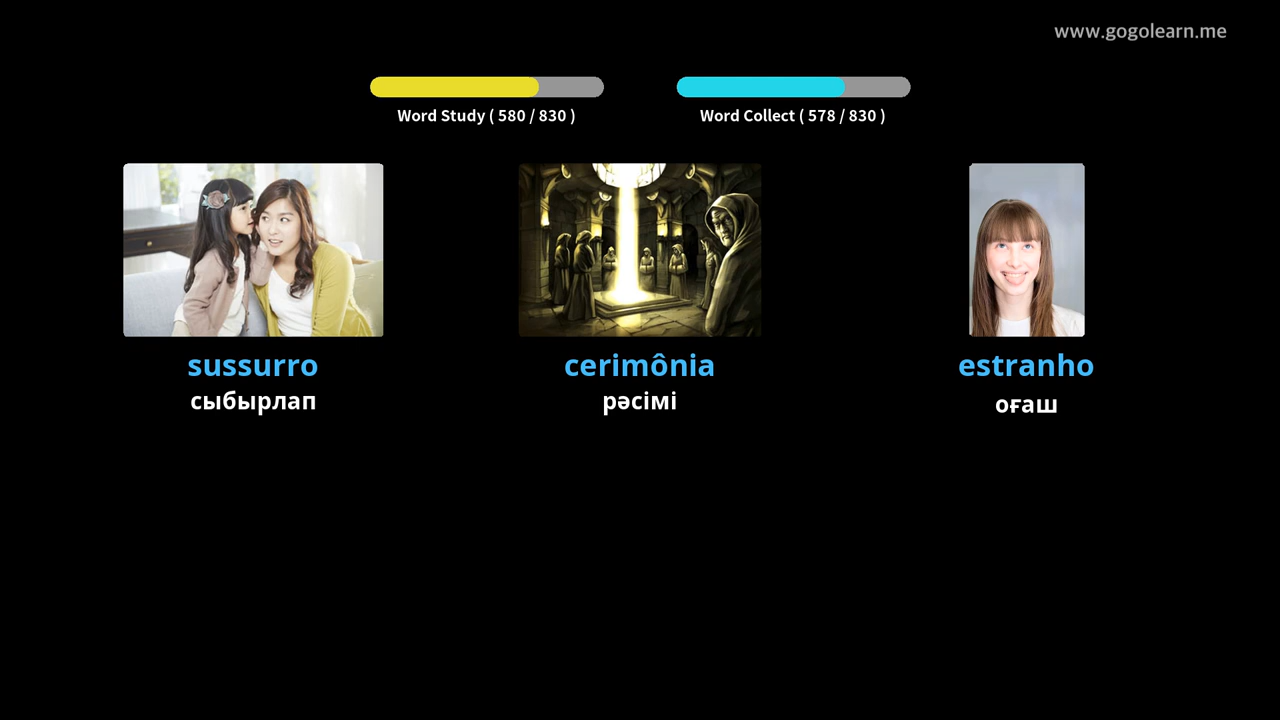 www.gogolearn.me
Word Study ( 580 / 830 )
Word Collect ( 578 / 830 )
sussurro
cerimônia
estranho
сыбырлап
рәсімі
оғаш